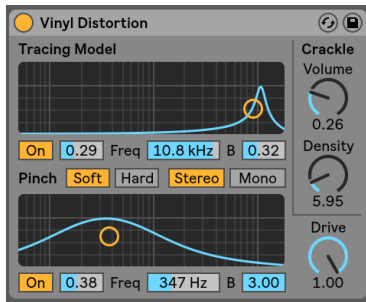 Vinyl Distortion
Tracing Model
On 0.29 Freq 10.8 kHz B 0.32
Pinch Soft Hard Stereo Mono
On 0.38 Freq 347 Hz B 3.00
Crackle
Volume
0.26
Density
5.95
Drive
1.00